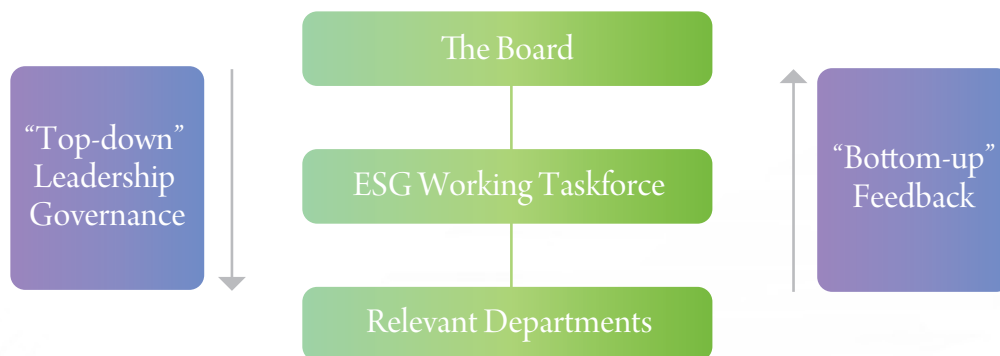 The Board
“Top-down”
Leadership
Governance
ESG Working Taskforce
“Bottom-up”
Feedback
Relevant Departments